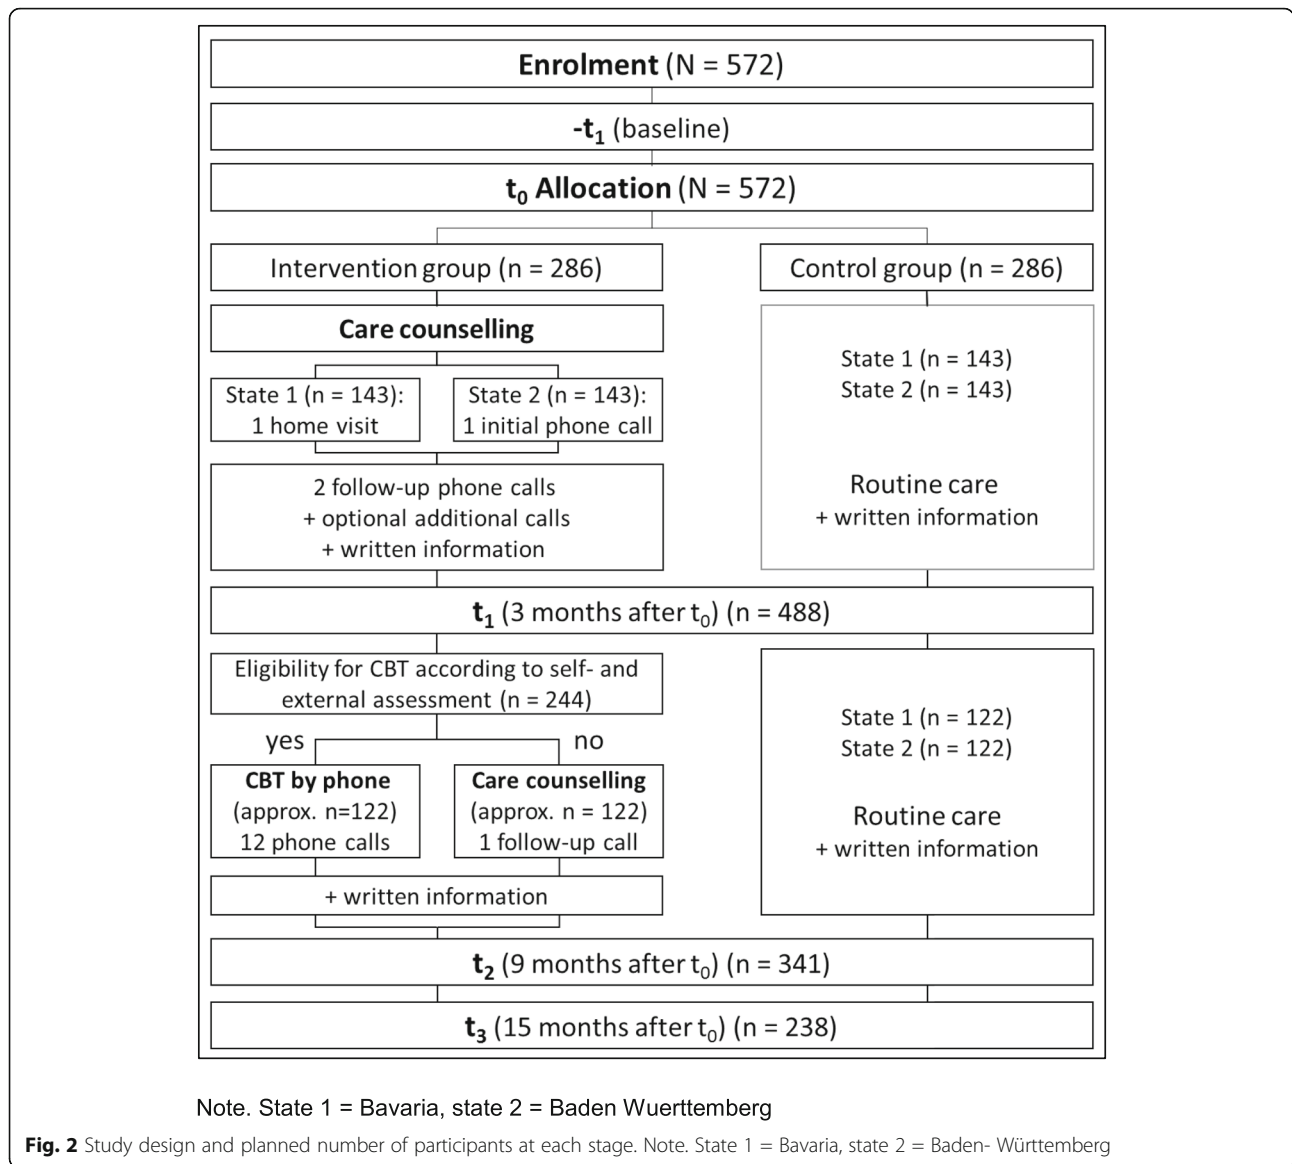 Enrolment (N = 572)
-t1 (baseline)
t0 Allocation (N = 572)
Intervention group (n = 286)
Control group (n = 286)
Care counselling
State 1 (n = 143):
1 home visit
State 2 (n = 143):
1 initial phone call
2 follow-up phone calls
+ optional additional calls
+ written information
State 1 (n = 143)
State 2 (n = 143)
Routine care
+ written information
t1 (3 months after t0) (n = 488)
Eligibility for CBT according to self- and
external assessment (n = 244)
yes
no
CBT by phone
(approx. n=122)
12 phone calls
Care counselling
(approx. n = 122)
1 follow-up call
+ written information
State 1 (n = 122)
State 2 (n = 122)
Routine care
+ written information
t2 (9 months after t0) (n = 341)
t3 (15 months after t0) (n = 238)
Note. State 1 = Bavaria, state 2 = Baden Wuerttemberg
Fig. 2 Study design and planned number of participants at each stage. Note. State 1 = Bavaria, state 2 = Baden- Württemberg